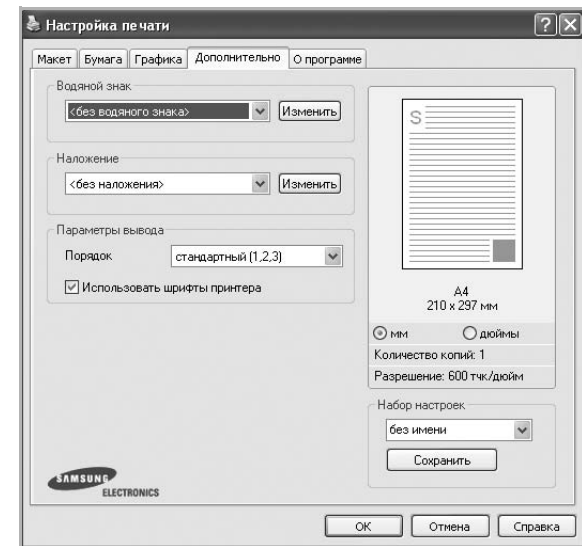 Настройка печати
Макет Бумага Графика Дополнительно О программе
Водяной знак
<без водяного знака> Изменить
Наложение
<без наложения> Изменить
Параметры вывода
Порядок стандартный (1,2,3)
Использовать шрифты принтера
S
A4
210 x 297 мм
мм дюймы
Количество копий: 1
Разрешение: 600 тчк/дюйм
Набор настроек
без имени
Сохранить
SAMSUNG
ELECTRONICS
OK Отмена Справка